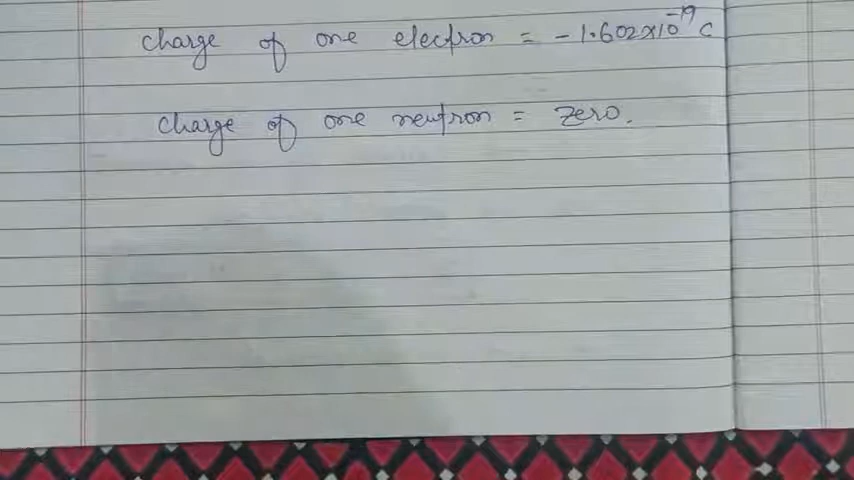 charge of one electron = - 1.602x10⁻¹⁹ C
charge of one neutron = zero.